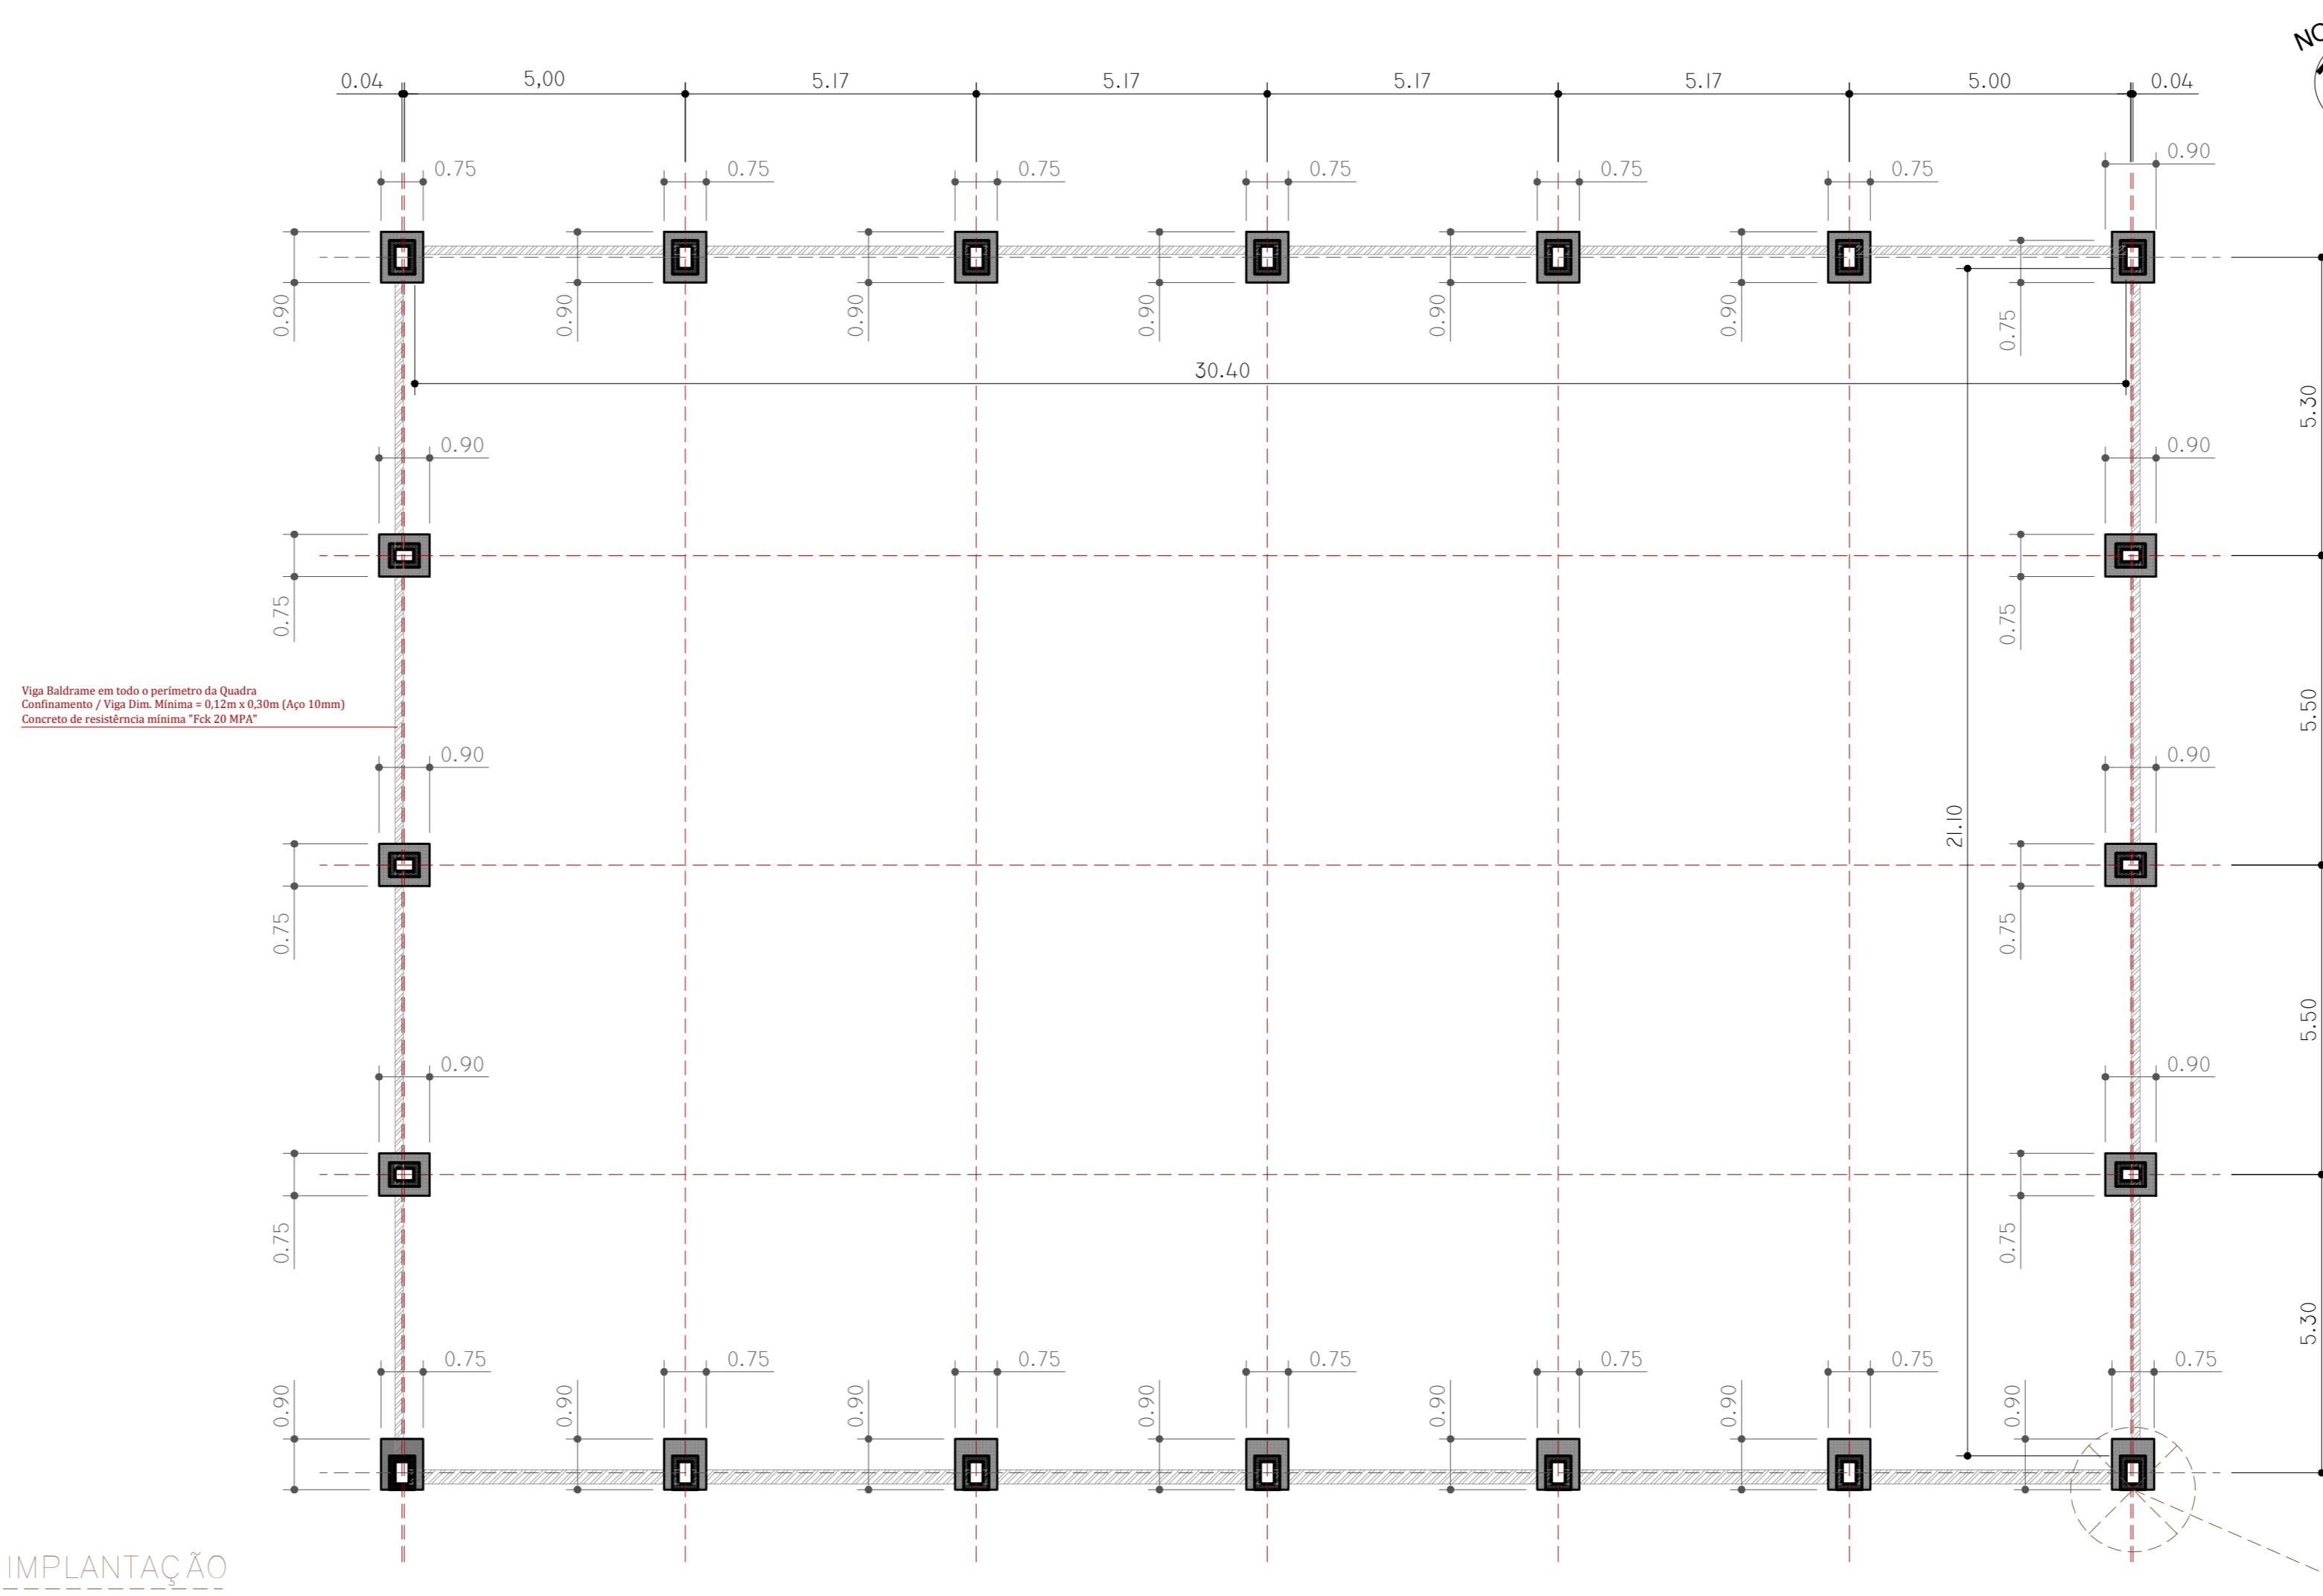 NO
0.04 5,00 5.17 5.17 5.17 5.17 5.00 0.04
0.75 0.75 0.75 0.75 0.75 0.75 0.90
0.90 0.90 0.90 0.90 0.90 0.90 0.75
30.40
5.30
0.90 0.90
0.75 0.75
Viga Baldrame em todo o perímetro da Quadra
Confinamento / Viga Dim. Mínima = 0,12m x 0,30m (Aço 10mm)
Concreto de resistêrncia mínima "Fck 20 MPA"
5.50
0.90 0.90
21.10
0.75 0.75
5.50
0.90 0.90
0.75 0.75
5.30
0.75 0.75 0.75 0.75 0.75 0.75 0.75
0.90 0.90 0.90 0.90 0.90 0.90 0.90
IMPLANTAÇÃO